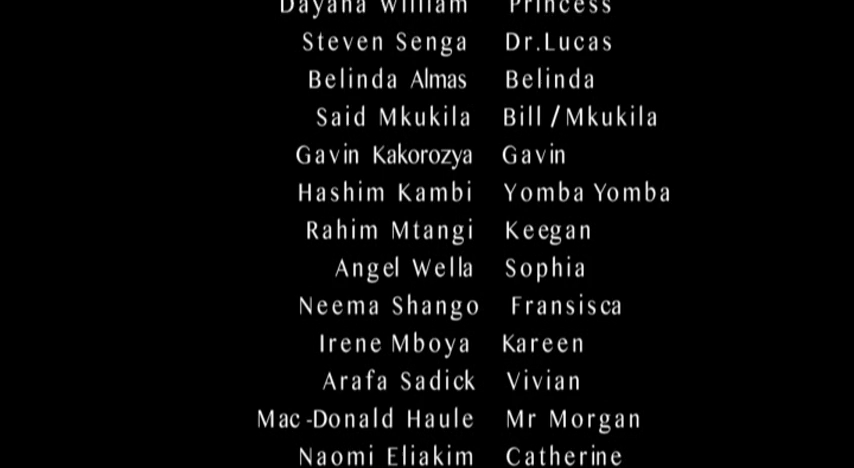 Dayana William Princess
Steven Senga Dr.Lucas
Belinda Almas Belinda
Said Mkukila Bill / Mkukila
Gavin Kakorozya Gavin
Hashim Kambi Yomba Yomba
Rahim Mtangi Keegan
Angel Wella Sophia
Neema Shango Fransisca
Irene Mboya Kareen
Arafa Sadick Vivian
Mac-Donald Haule Mr Morgan
Naomi Eliakim Catherine